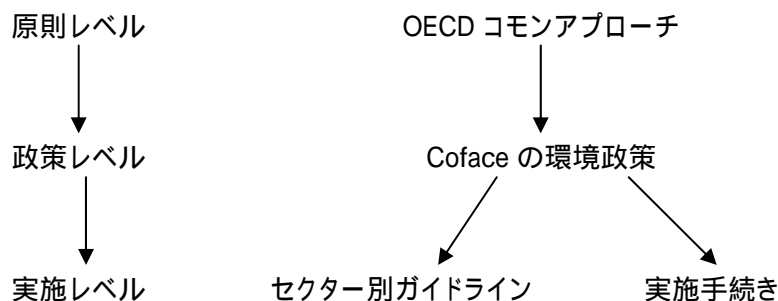 原則レベル OECD コモンアプローチ
政策レベル Coface の環境政策
実施レベル セクター別ガイドライン 実施手続き